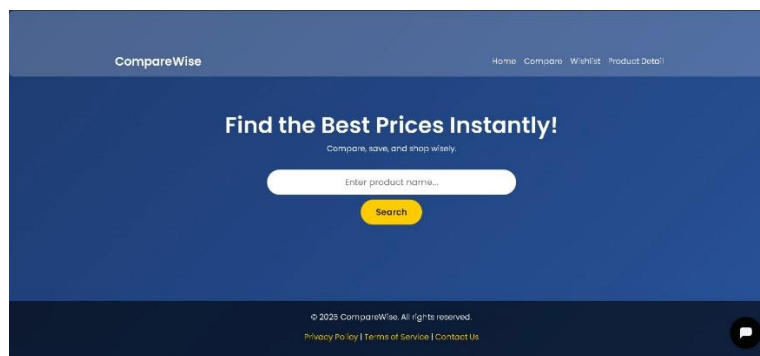 CompareWise
Home Compare Wishlist Product Detail
Find the Best Prices Instantly!
Compare, save, and shop wisely.
Enter product name...
Search
© 2025 CompareWise. All rights reserved.
Privacy Policy | Terms of Service | Contact Us